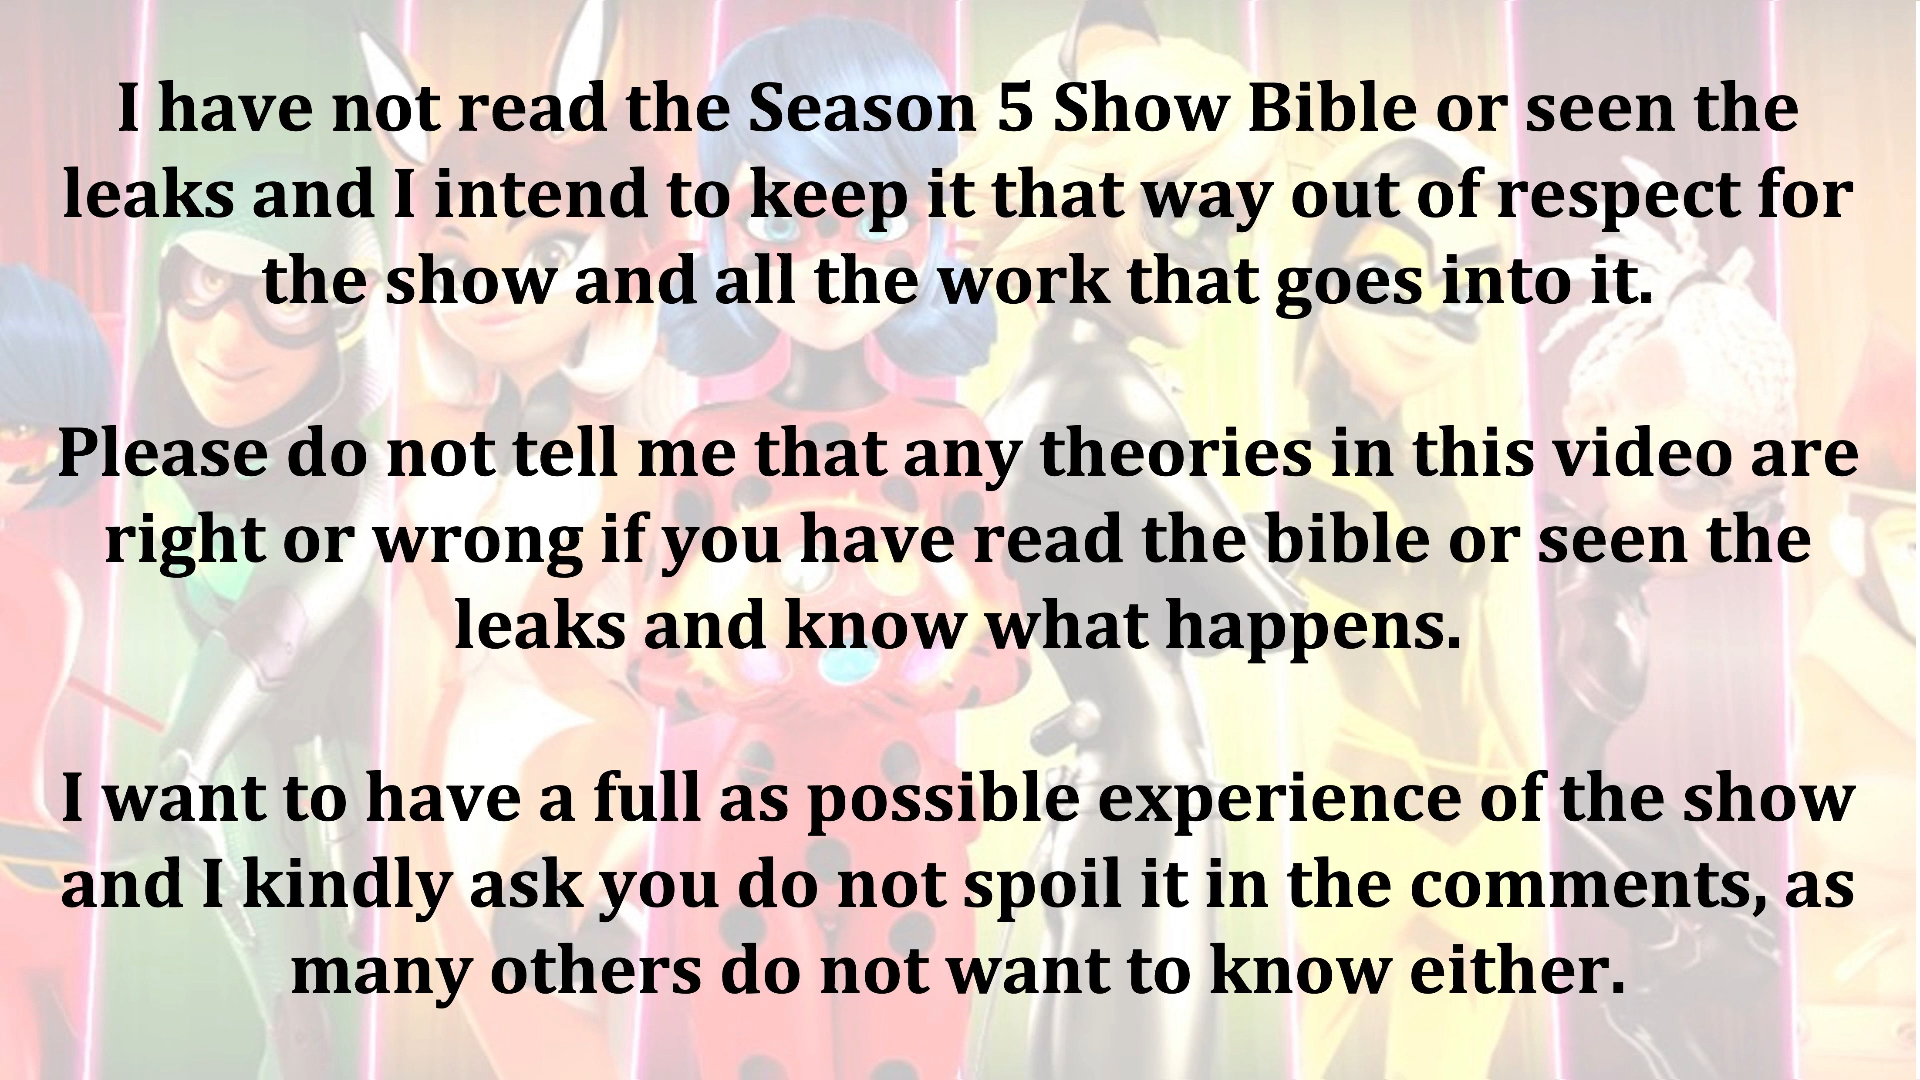 I have not read the Season 5 Show Bible or seen the
leaks and I intend to keep it that way out of respect for
the show and all the work that goes into it.
Please do not tell me that any theories in this video are
right or wrong if you have read the bible or seen the
leaks and know what happens.
I want to have a full as possible experience of the show
and I kindly ask you do not spoil it in the comments, as
many others do not want to know either.